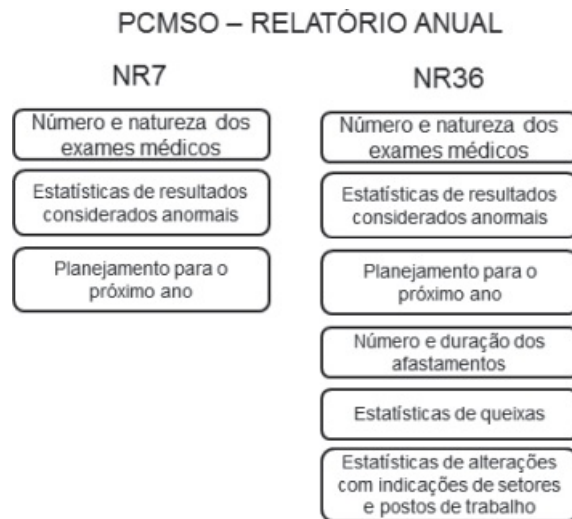 PCMSO – RELATÓRIO ANUAL
NR7
Número e natureza dos
exames médicos
Estatísticas de resultados
considerados anormais
Planejamento para o
próximo ano
NR36
Número e natureza dos
exames médicos
Estatísticas de resultados
considerados anormais
Planejamento para o
próximo ano
Número e duração dos
afastamentos
Estatísticas de queixas
Estatísticas de alterações
com indicações de setores
e postos de trabalho